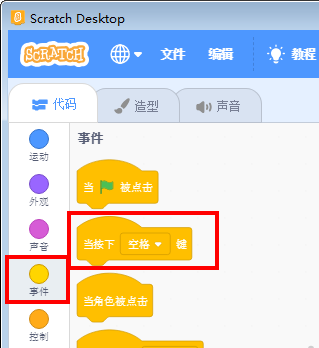 Scratch Desktop
SCRATCH 文件 编辑 教程
代码 造型 声音
运动
外观
声音
事件
控制
事件
当 被点击
当按下 空格 键
当角色被点击